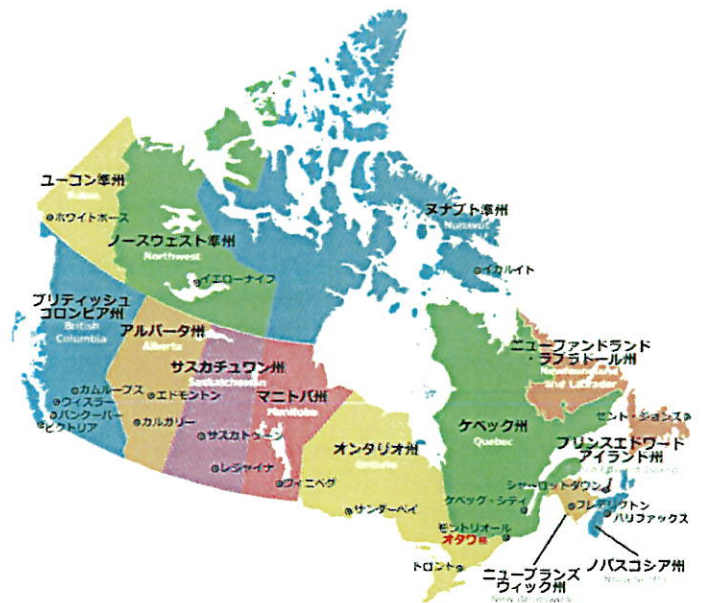 ユーコン準州
Yukon
ホワイトホース
ヌナブト準州
Nunavut
ノースウェスト準州
Northwest
イエローナイフ
イカルイト
ブリティッシュ
コロンビア州
British
Columbia
アルバータ州
Alberta
サスカチュワン州
Saskatchewan
マニトバ州
Manitoba
ニューファンドランド
・ラブラドール州
Newfoundland
and Labrador
カムループス
ウィスラー
バンクーバー
ビクトリア
エドモントン
カルガリー
サスカトゥーン
レジャイナ
ウィニペグ
オンタリオ州
Ontario
サンダーベイ
ケベック州
Quebec
セント・ジョンズ
プリンスエドワード
アイランド州
シャーロットダウン
ケベック・シティ
フレデリクトン
ハリファックス
モントリオール
オタワ
トロント
ニューブランズ
ウィック州
New Brunswick
ノバスコシア州
Nova Scotia